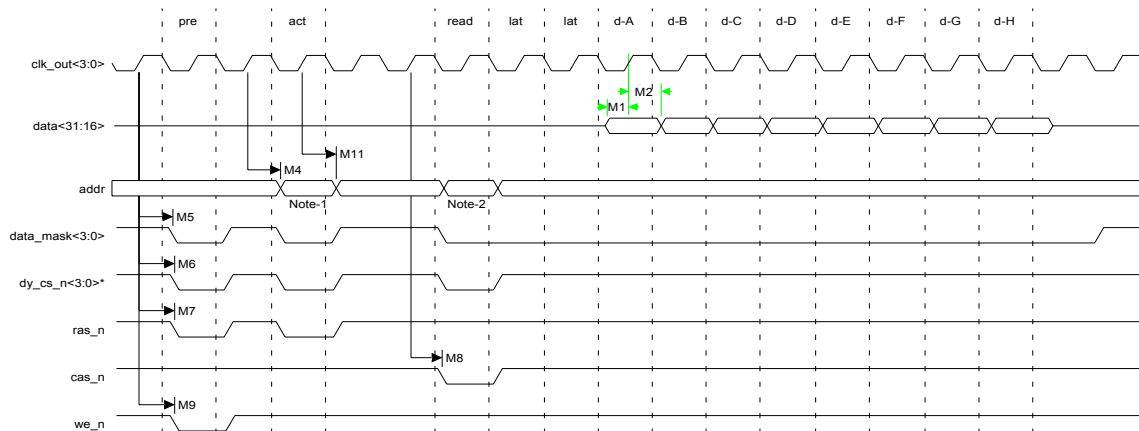 pre act read lat lat d-A d-B d-C d-D d-E d-F d-G d-H
clk_out<3:0>
M2
M1
data<31:16>
M11
M4
addr
Note-1 Note-2
M5
data_mask<3:0>
M6
dy_cs_n<3:0>*
M7
ras_n
M8
cas_n
M9
we_n